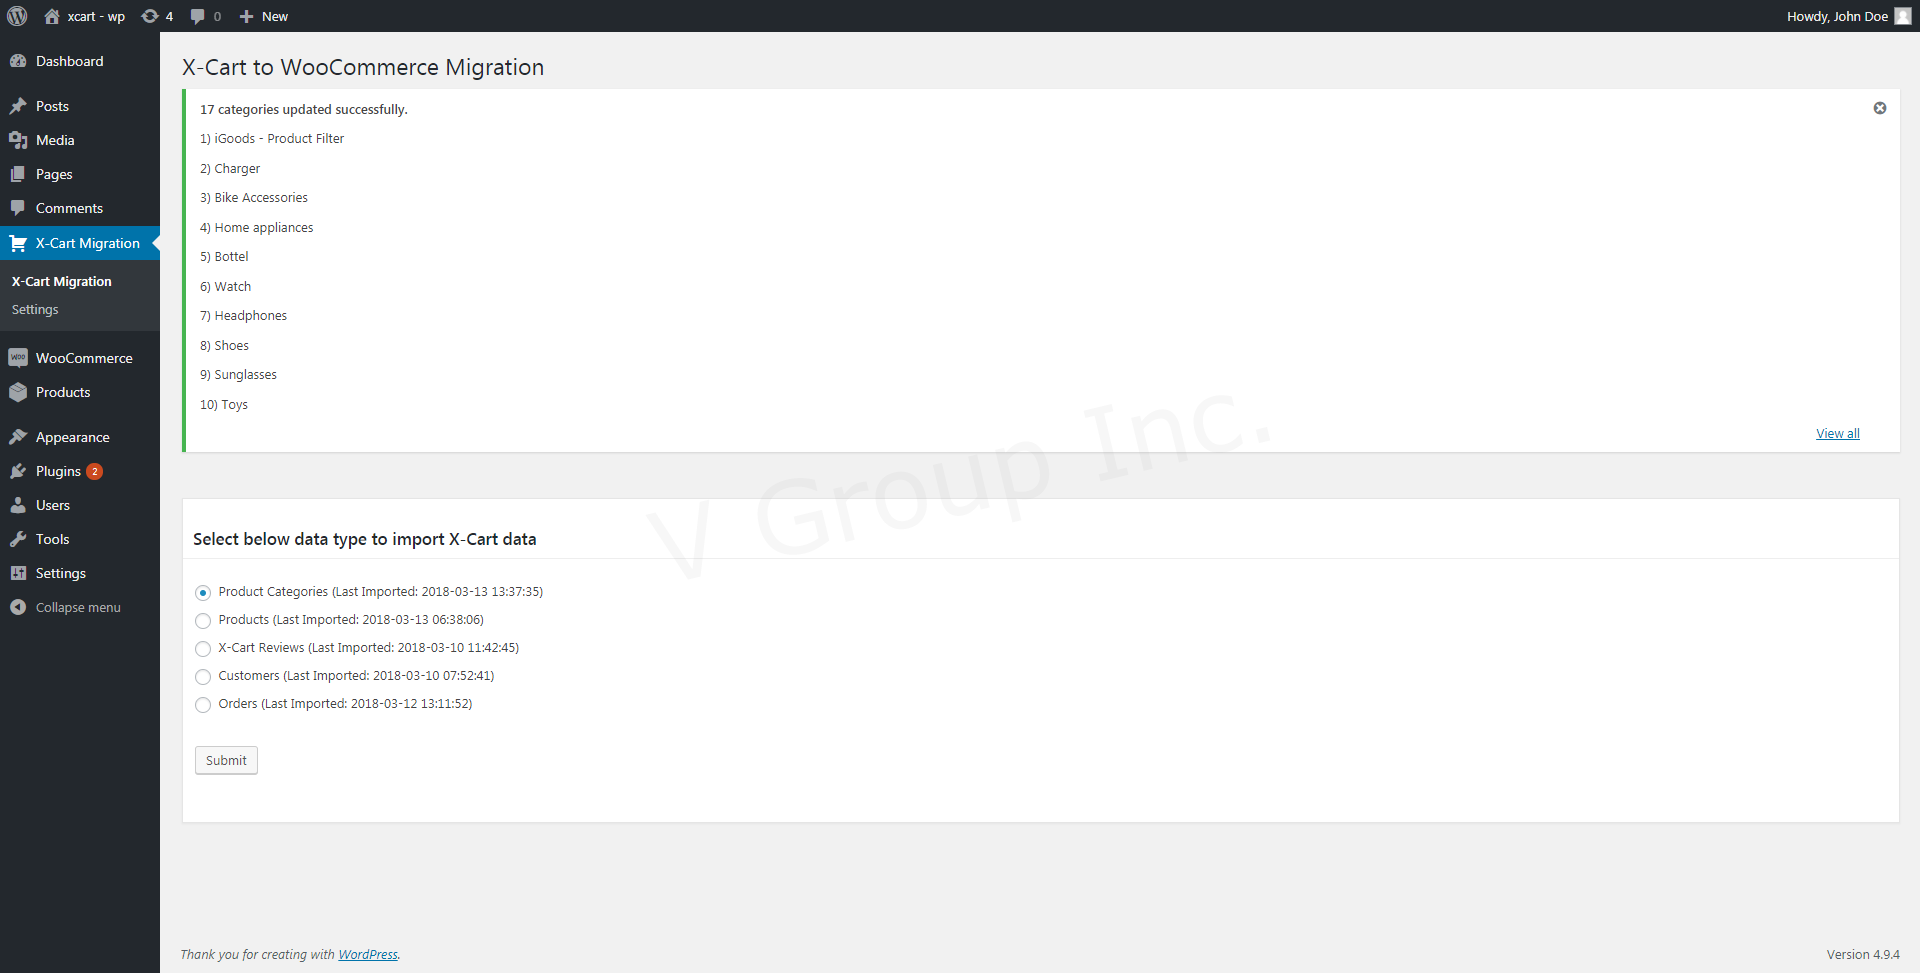 xcart - wp 4 0 New Howdy, John Doe
Dashboard
Posts
Media
Pages
Comments
X-Cart Migration
X-Cart Migration
Settings
WOO WooCommerce
Products
Appearance
Plugins 2
Users
Tools
Settings
Collapse menu
X-Cart to WooCommerce Migration
17 categories updated successfully.
1) iGoods - Product Filter
2) Charger
3) Bike Accessories
4) Home appliances
5) Bottel
6) Watch
7) Headphones
8) Shoes
9) Sunglasses
10) Toys
View all
V Group Inc.
Select below data type to import X-Cart data
Product Categories (Last Imported: 2018-03-13 13:37:35)
Products (Last Imported: 2018-03-13 06:38:06)
X-Cart Reviews (Last Imported: 2018-03-10 11:42:45)
Customers (Last Imported: 2018-03-10 07:52:41)
Orders (Last Imported: 2018-03-12 13:11:52)
Submit
Thank you for creating with WordPress. Version 4.9.4